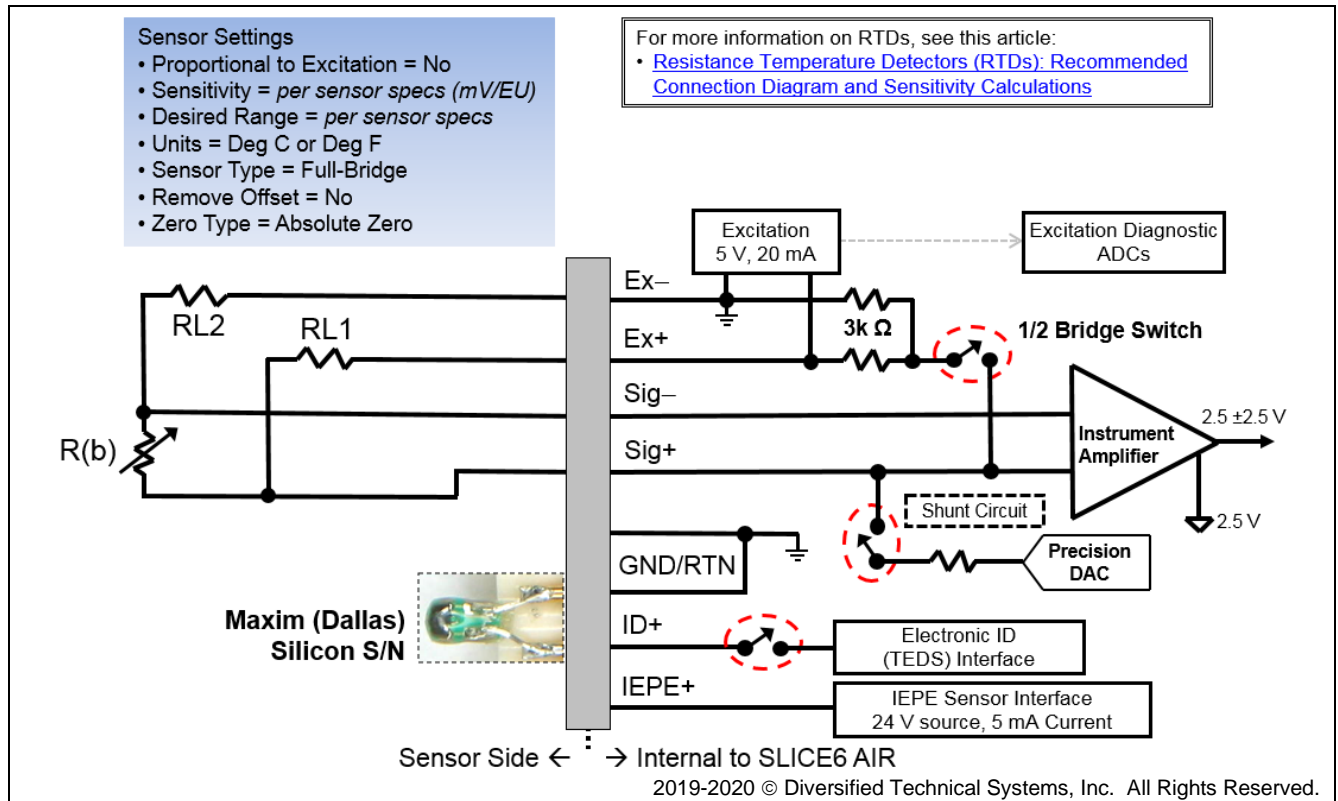 Sensor Settings
• Proportional to Excitation = No
• Sensitivity = per sensor specs (mV/EU)
• Desired Range = per sensor specs
• Units = Deg C or Deg F
• Sensor Type = Full-Bridge
• Remove Offset = No
• Zero Type = Absolute Zero
For more information on RTDs, see this article:
• Resistance Temperature Detectors (RTDs): Recommended
Connection Diagram and Sensitivity Calculations
Excitation
5 V, 20 mA
Excitation Diagnostic
ADCs
Ex–
RL2
RL1
3k Ω
1/2 Bridge Switch
Ex+
Sig–
2.5 ±2.5 V
R(b)
Sig+
Instrument
Amplifier
Shunt Circuit
2.5 V
GND/RTN
Precision
DAC
Maxim (Dallas)
Silicon S/N
ID+
Electronic ID
(TEDS) Interface
IEPE+
IEPE Sensor Interface
24 V source, 5 mA Current
Sensor Side ← → Internal to SLICE6 AIR
2019-2020 © Diversified Technical Systems, Inc. All Rights Reserved.